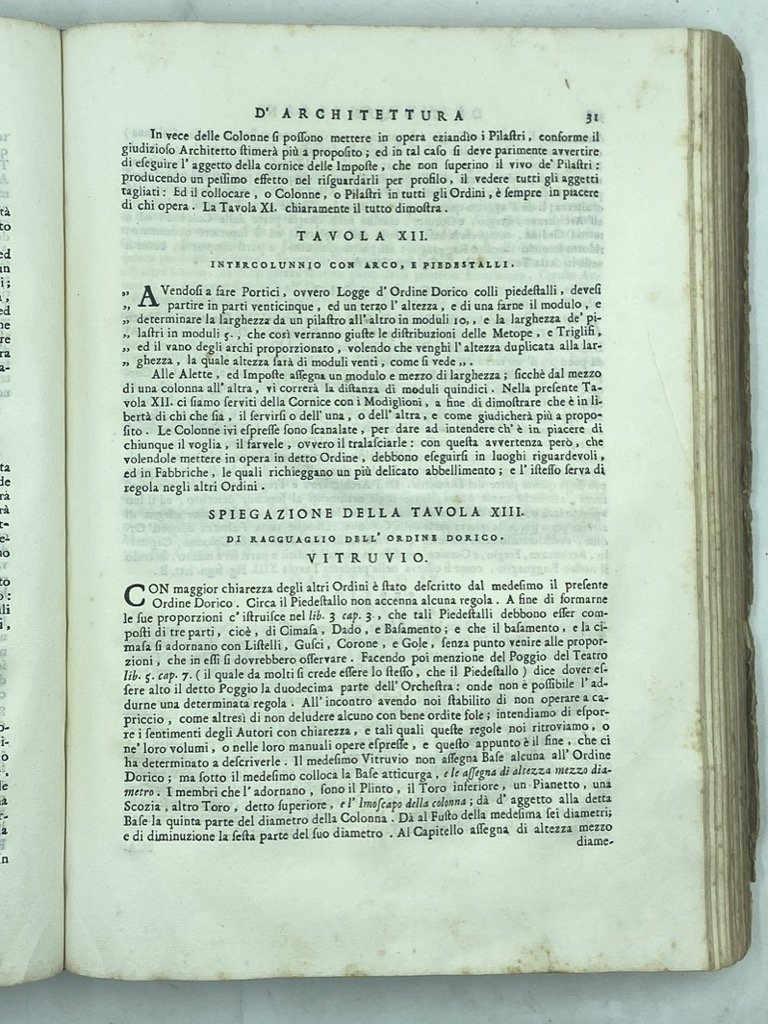 D' ARCHITETTURA 31
In vece delle Colonne si possono mettere in opera eziandio i Pilastri, conforme il
giudizioso Architetto stimerà più a proposito; ed in tal caso si deve parimente avvertire
di eseguire l'aggetto della cornice delle Imposte, che non superino il vivo de' Pilastri:
producendo un pessimo effetto nel risguardarli per profilo, il vedere tutti gli aggetti
tagliati: Ed il collocare, o Colonne, o Pilastri in tutti gli Ordini, è sempre in piacere
di chi opera. La Tavola XI. chiaramente il tutto dimostra.
TAVOLA XII.
INTERCOLUNNIO CON ARCO, E PIEDESTALLI.
„ AVendosi a fare Portici, ovvero Logge d'Ordine Dorico colli piedestalli, devesi
„ partire in parti venticinque, ed un terzo l'altezza, e di una farne il modulo, e
„ determinare la larghezza da un pilastro all'altro in moduli 10., e la larghezza de' pi-
„ lastri in moduli 5., che così verranno giuste le distribuzioni delle Metope, e Triglifi,
„ ed il vano degli archi proporzionato, volendo che venghi l'altezza duplicata alla lar-
„ ghezza, la quale altezza sarà di moduli venti, come si vede „.
Alle Alette, ed Imposte assegna un modulo e mezzo di larghezza; sicchè dal mezzo
di una colonna all'altra, vi correrà la distanza di moduli quindici. Nella presente Ta-
vola XII. ci siamo serviti della Cornice con i Modiglioni, a fine di dimostrare che è in li-
bertà di chi che sia, il servirsi o dell'una, o dell'altra, e come giudicherà più a propo-
sito. Le Colonne ivi espresse sono scanalate, per dare ad intendere ch'è in piacere di
chiunque il voglia, il farvele, ovvero il tralasciarle: con questa avvertenza però, che
volendole mettere in opera in detto Ordine, debbono eseguirsi in luoghi riguardevoli,
ed in Fabbriche, le quali richieggano un più delicato abbellimento; e l'istesso serva di
regola negli altri Ordini.
SPIEGAZIONE DELLA TAVOLA XIII.
DI RAGGUAGLIO DELL' ORDINE DORICO.
VITRUVIO.
CON maggior chiarezza degli altri Ordini è stato descritto dal medesimo il presente
Ordine Dorico. Circa il Piedestallo non accenna alcuna regola. A fine di formarne
le sue proporzioni c'istruisce nel lib. 3 cap. 3., che tali Piedestalli debbono esser com-
posti di tre parti, cioè, di Cimasa, Dado, e Basamento; e che il basamento, e la ci-
masa si adornano con Listelli, Gusci, Corone, e Gole, senza punto venire alle propor-
zioni, che in essi si dovrebbero osservare. Facendo poi menzione del Poggio del Teatro
lib. 5. cap. 7. (il quale da molti si crede essere lo stesso, che il Piedestallo) dice dover es-
sere alto il detto Poggio la duodecima parte dell'Orchestra: onde non è possibile l'ad-
durne una determinata regola. All'incontro avendo noi stabilito di non operare a ca-
priccio, come altresì di non deludere alcuno con bene ordite fole; intendiamo di espor-
re i sentimenti degli Autori con chiarezza, e tali quali queste regole noi ritroviamo, o
ne' loro volumi, o nelle loro manuali opere espresse, e questo appunto è il fine, che ci
ha determinato a descriverle. Il medesimo Vitruvio non assegna Base alcuna all'Ordine
Dorico; ma sotto il medesimo colloca la Base atticurga, e le assegna di altezza mezzo dia-
metro. I membri che l'adornano, sono il Plinto, il Toro inferiore, un Pianetto, una
Scozia, altro Toro, detto superiore, e l'Imoscapo della colonna; dà d'aggetto alla detta
Base la quinta parte del diametro della Colonna. Dà al Fusto della medesima sei diametri;
e di diminuzione la sesta parte del suo diametro. Al Capitello assegna di altezza mezzo
diame-